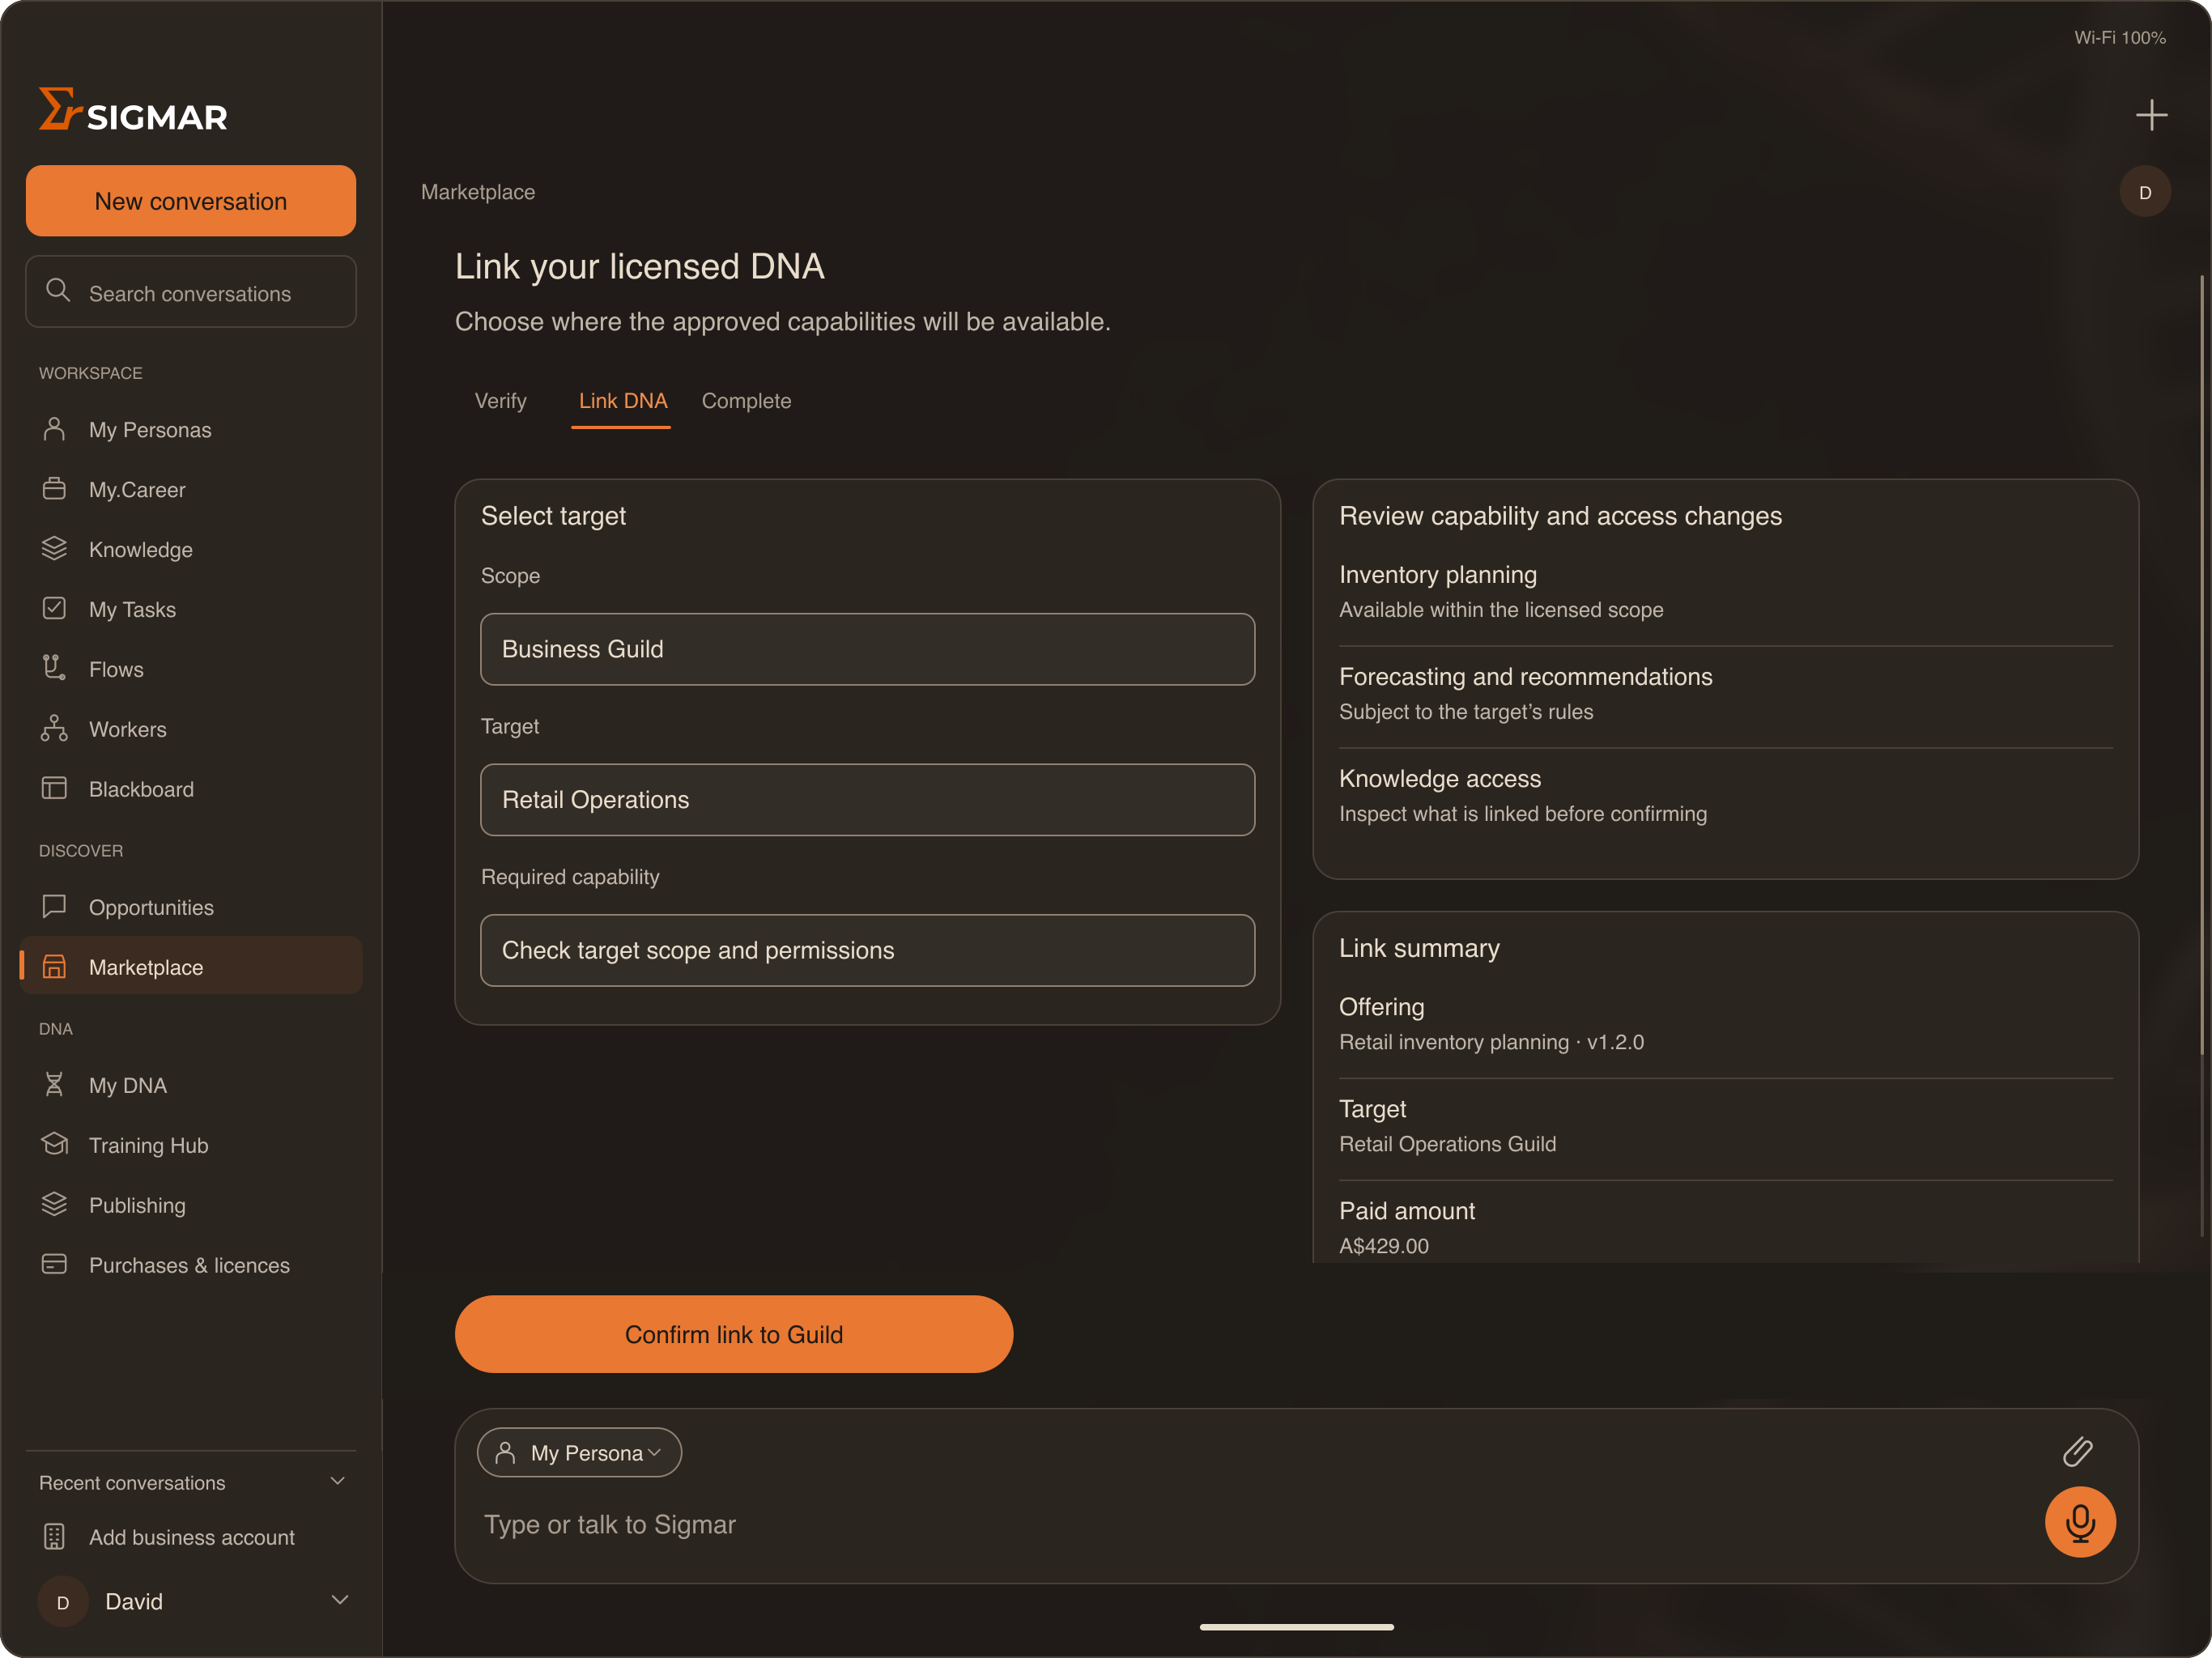 Wi-Fi 100%
Σr SIGMAR
New conversation
Search conversations
WORKSPACE
My Personas
My.Career
Knowledge
My Tasks
Flows
Workers
Blackboard
DISCOVER
Opportunities
Marketplace
DNA
My DNA
Training Hub
Publishing
Purchases & licences
Recent conversations
Add business account
D
David
Marketplace
D
Link your licensed DNA
Choose where the approved capabilities will be available.
Verify
Link DNA
Complete
Select target
Scope
Business Guild
Target
Retail Operations
Required capability
Check target scope and permissions
Review capability and access changes
Inventory planning
Available within the licensed scope
Forecasting and recommendations
Subject to the target’s rules
Knowledge access
Inspect what is linked before confirming
Link summary
Offering
Retail inventory planning · v1.2.0
Target
Retail Operations Guild
Paid amount
A$429.00
Confirm link to Guild
My Persona
Type or talk to Sigmar